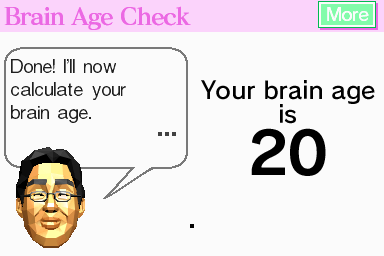 Brain Age Check
More
Done! I'll now
calculate your
brain age.
...
Your brain age
is
20